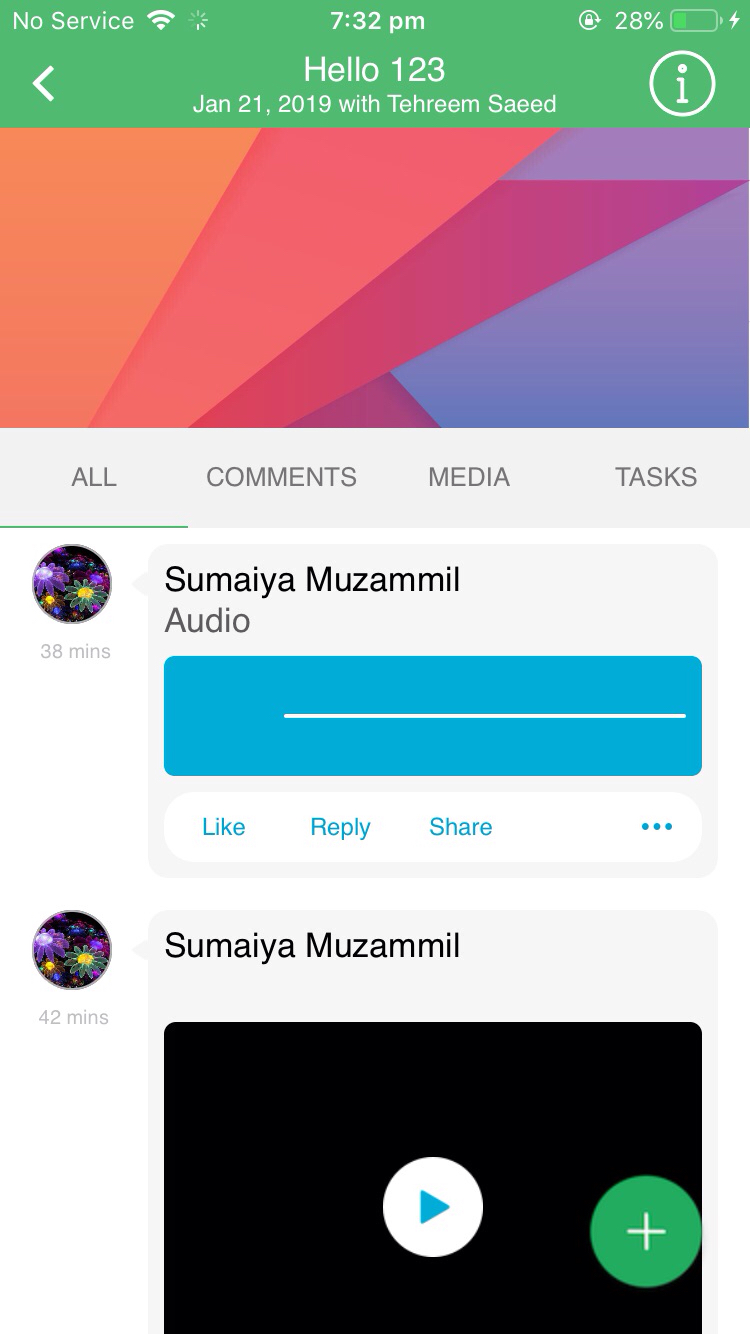 No Service 7:32 pm 28%
Hello 123
Jan 21, 2019 with Tehreem Saeed
ALL COMMENTS MEDIA TASKS
Sumaiya Muzammil
Audio
38 mins
Like Reply Share
Sumaiya Muzammil
42 mins